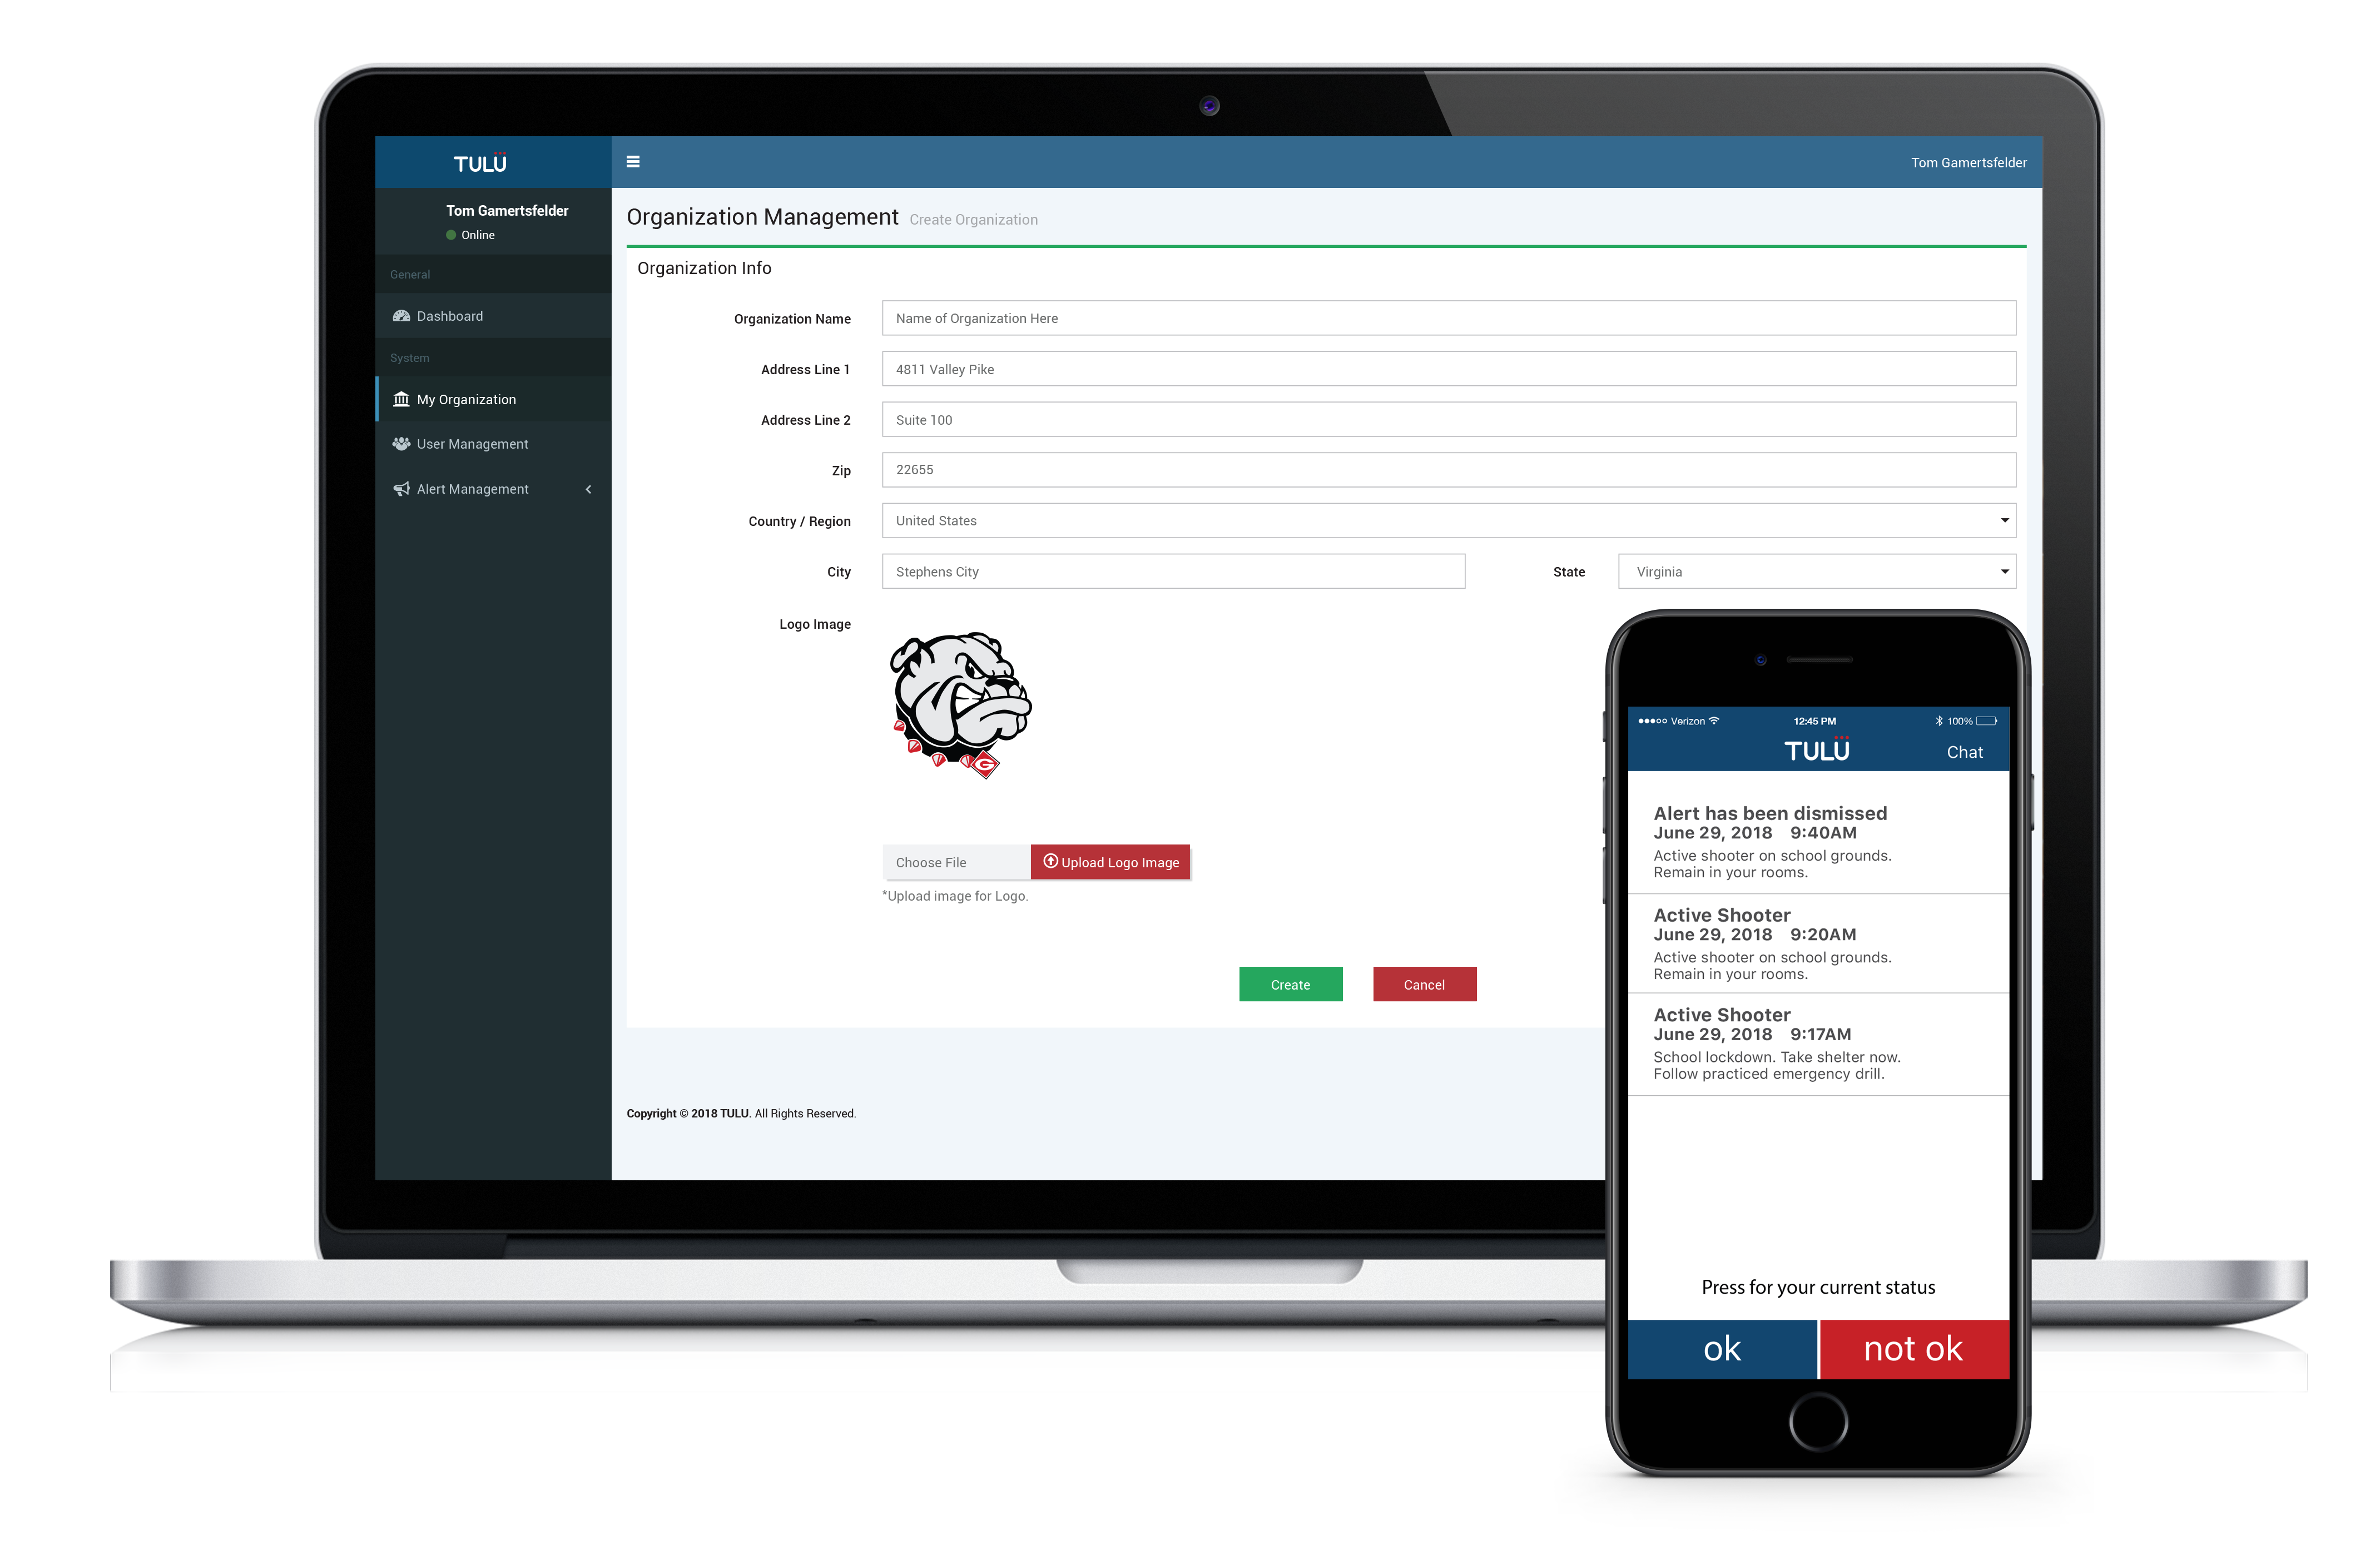 TULU
Tom Gamertsfelder
Tom Gamertsfelder
Online
General
Dashboard
System
My Organization
User Management
Alert Management
Organization Management Create Organization
Organization Info
Organization Name Name of Organization Here
Address Line 1 4811 Valley Pike
Address Line 2 Suite 100
Zip 22655
Country / Region United States
City Stephens City State Virginia
Logo Image
G
Choose File Upload Logo Image
*Upload image for Logo.
Create Cancel
Copyright © 2018 TULU. All Rights Reserved.
Verizon 12:45 PM 100%
TULU Chat
Alert has been dismissed
June 29, 2018 9:40AM
Active shooter on school grounds.
Remain in your rooms.
Active Shooter
June 29, 2018 9:20AM
Active shooter on school grounds.
Remain in your rooms.
Active Shooter
June 29, 2018 9:17AM
School lockdown. Take shelter now.
Follow practiced emergency drill.
Press for your current status
ok not ok